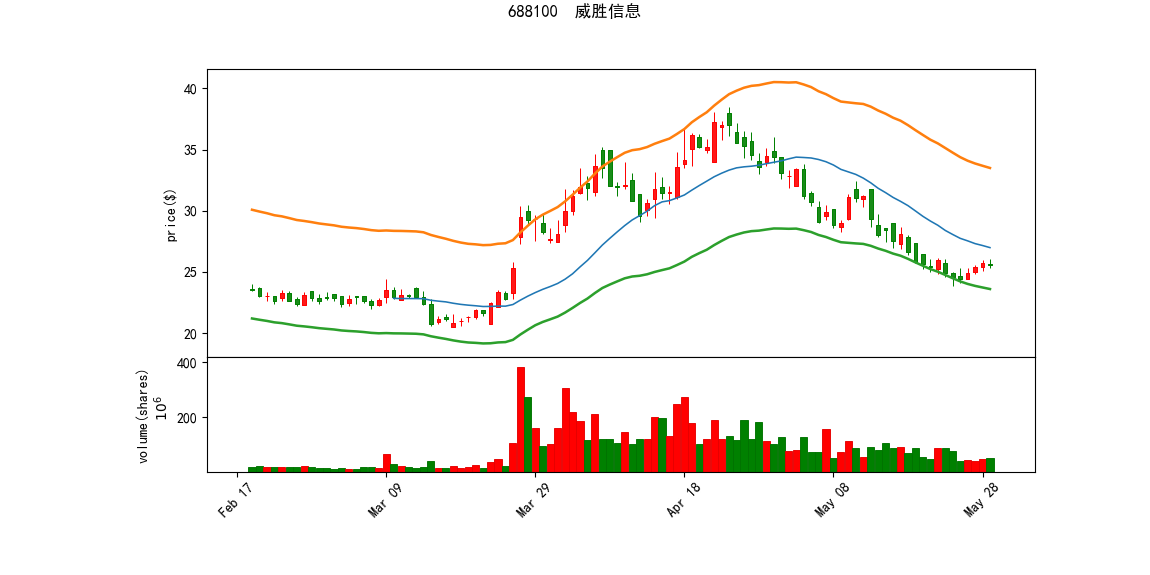 688100 威胜信息
price($)
40
35
30
25
20
volume(shares)
10^6
400
200
Feb 17
Mar 09
Mar 29
Apr 18
May 08
May 28